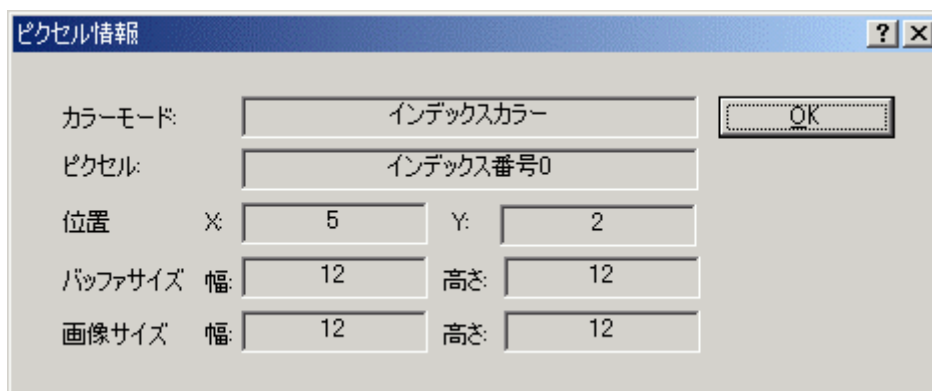 ピクセル情報
カラーモード: インデックスカラー OK
ピクセル: インデックス番号0
位置 X: 5 Y: 2
バッファサイズ 幅: 12 高さ: 12
画像サイズ 幅: 12 高さ: 12